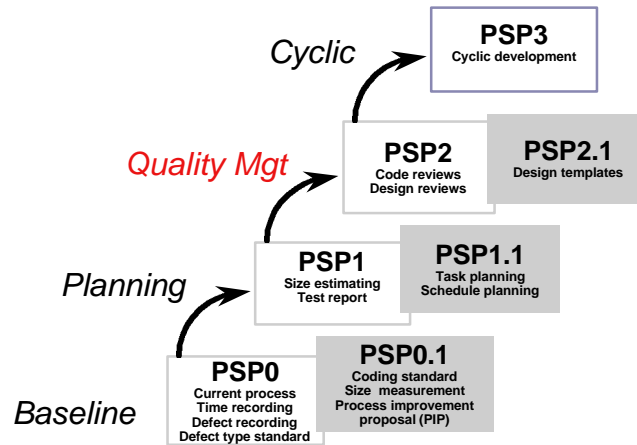 Cyclic
PSP3
Cyclic development
Quality Mgt
PSP2
Code reviews
Design reviews
PSP2.1
Design templates
Planning
PSP1
Size estimating
Test report
PSP1.1
Task planning
Schedule planning
Baseline
PSP0
Current process
Time recording
Defect recording
Defect type standard
PSP0.1
Coding standard
Size measurement
Process improvement
proposal (PIP)